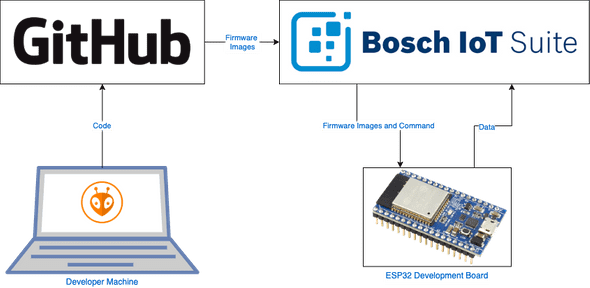 GitHub
Firmware
Images
Bosch IoT Suite
Code
Firmware Images and Command
Data
Developer Machine
ESP32 Development Board